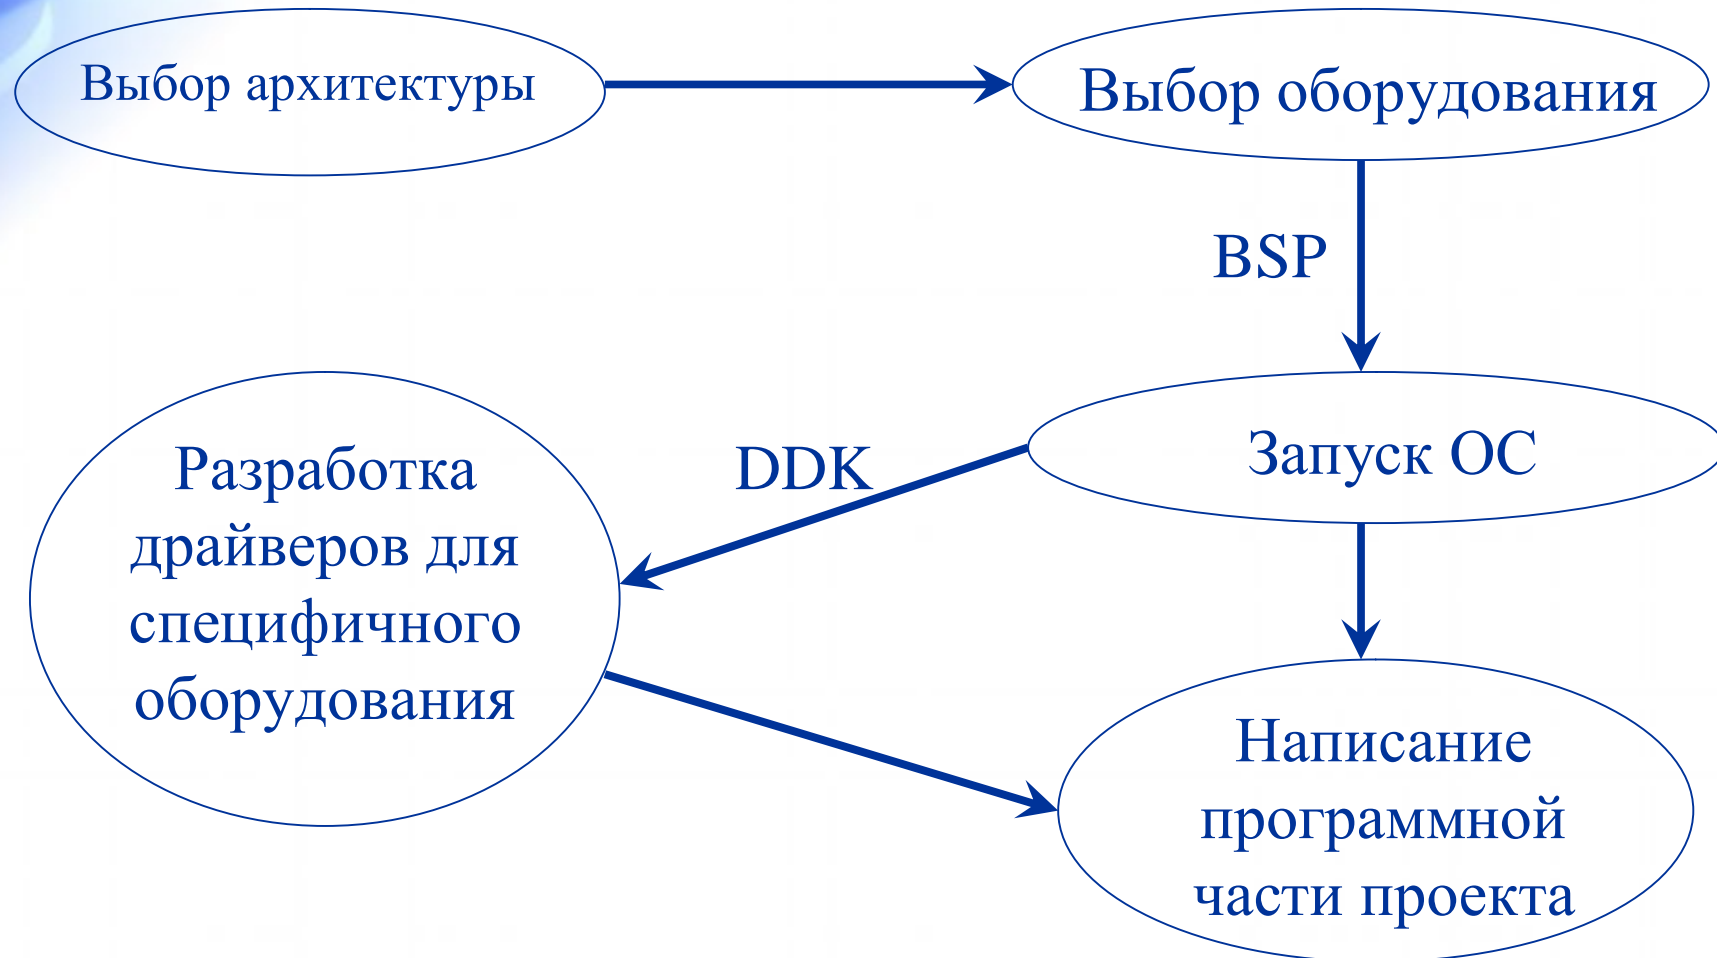 Выбор архитектуры
Выбор оборудования
BSP
Запуск ОС
DDK
Разработка
драйверов для
специфичного
оборудования
Написание
программной
части проекта